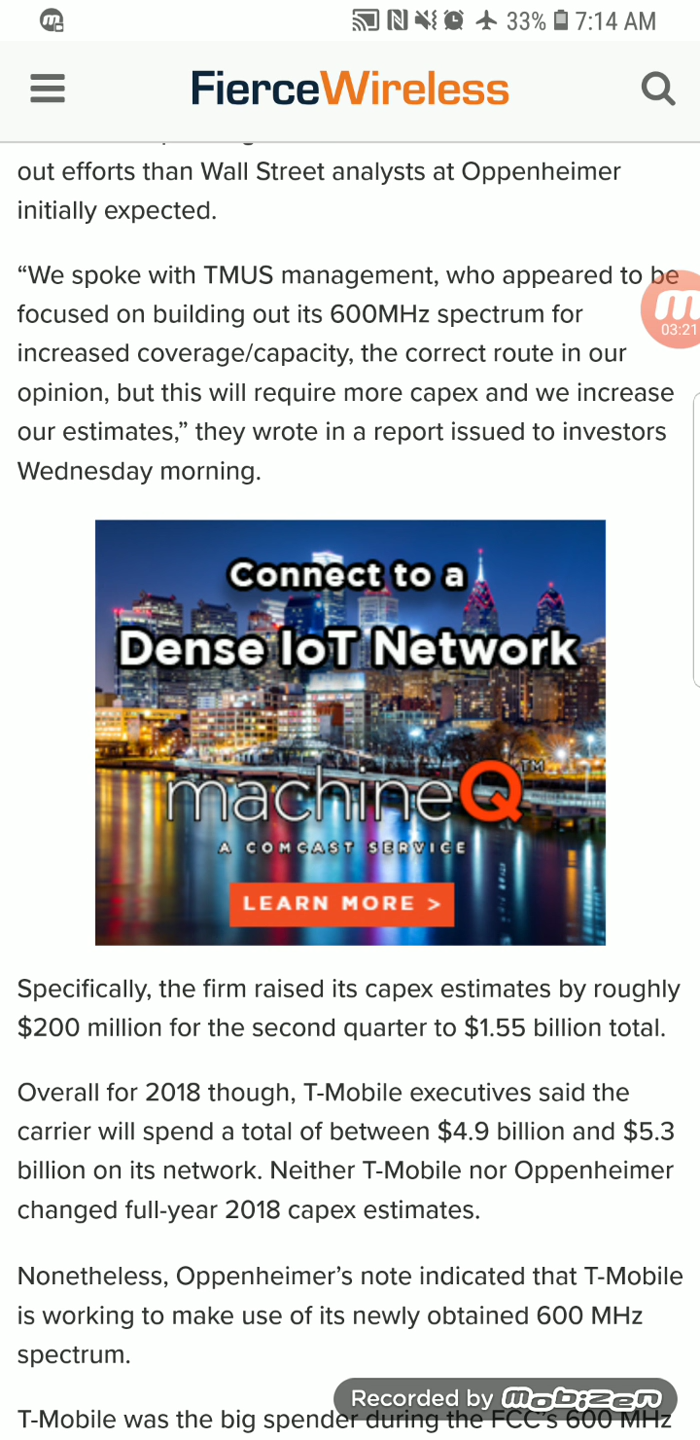 33% 7:14 AM
FierceWireless
out efforts than Wall Street analysts at Oppenheimer
initially expected.
“We spoke with TMUS management, who appeared to be
focused on building out its 600MHz spectrum for
increased coverage/capacity, the correct route in our
opinion, but this will require more capex and we increase
our estimates,” they wrote in a report issued to investors
Wednesday morning.
m
03:21
Connect to a
Dense IoT Network
machineQ™
A COMCAST SERVICE
LEARN MORE >
Specifically, the firm raised its capex estimates by roughly
$200 million for the second quarter to $1.55 billion total.
Overall for 2018 though, T-Mobile executives said the
carrier will spend a total of between $4.9 billion and $5.3
billion on its network. Neither T-Mobile nor Oppenheimer
changed full-year 2018 capex estimates.
Nonetheless, Oppenheimer’s note indicated that T-Mobile
is working to make use of its newly obtained 600 MHz
spectrum.
Recorded by mobizen
T-Mobile was the big spender during the FCC’s 600 MHz